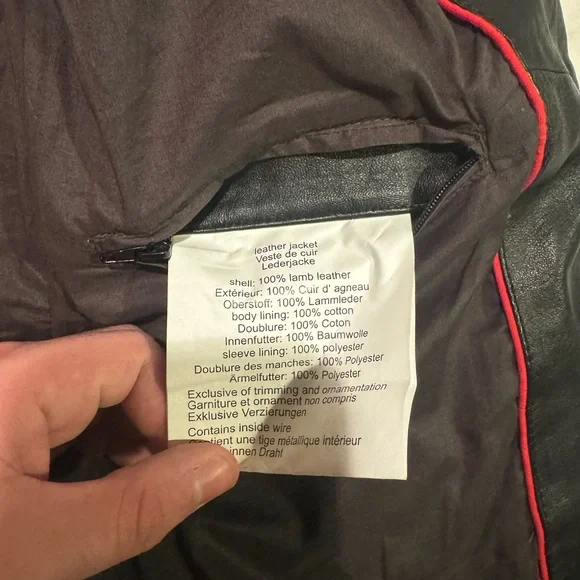 leather jacket
Veste de cuir
Lederjacke
shell: 100% lamb leather
Extérieur: 100% Cuir d' agneau
Oberstoff: 100% Lammleder
body lining: 100% cotton
Doublure: 100% Coton
Innenfutter: 100% Baumwolle
sleeve lining: 100% polyester
Doublure des manches: 100% Polyester
Ärmelfutter: 100% Polyester
Exclusive of trimming and ornamentation
Garniture et ornament non compris
Exklusive Verzierungen
Contains inside wire
Contient une tige métallique intérieur
innen Draht